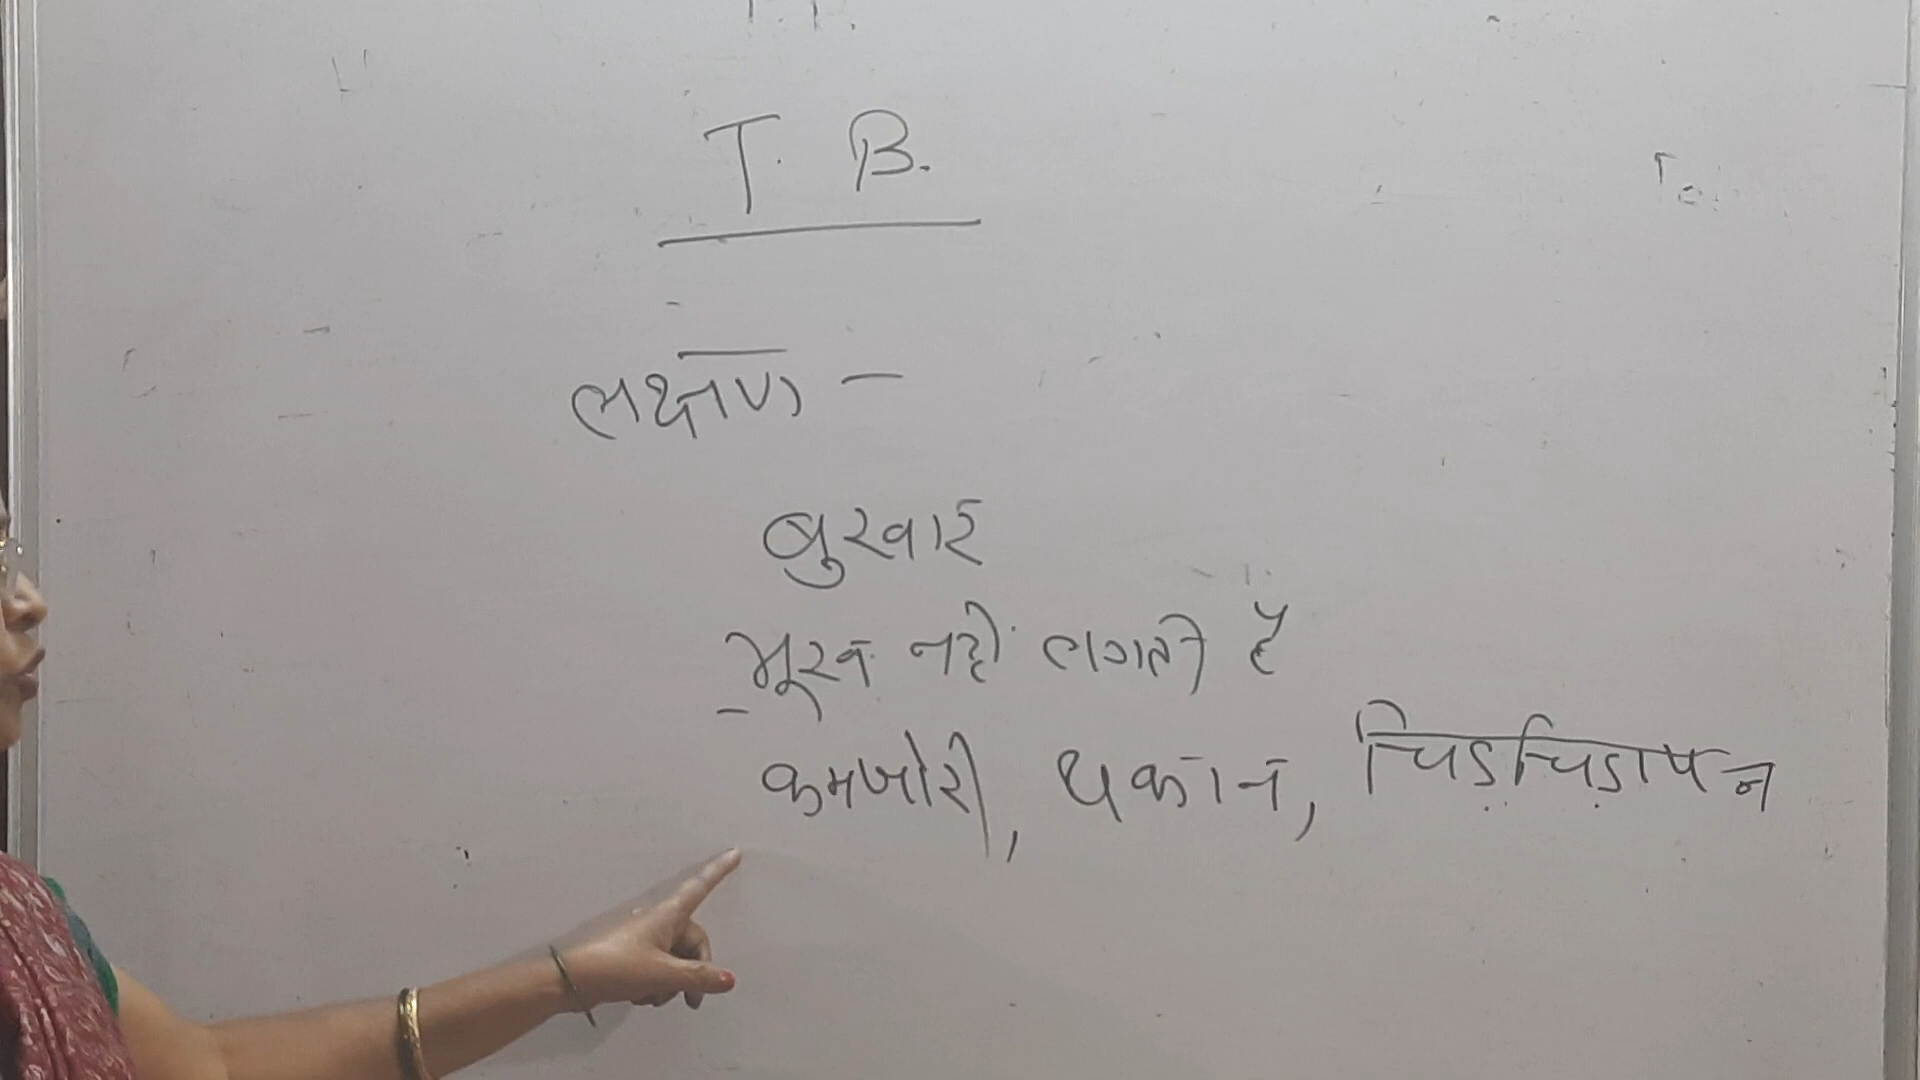 T. B.
लक्षण -
बुखार
भूख नहीं लगती है
कमजोरी, थकान, चिड़चिड़ापन